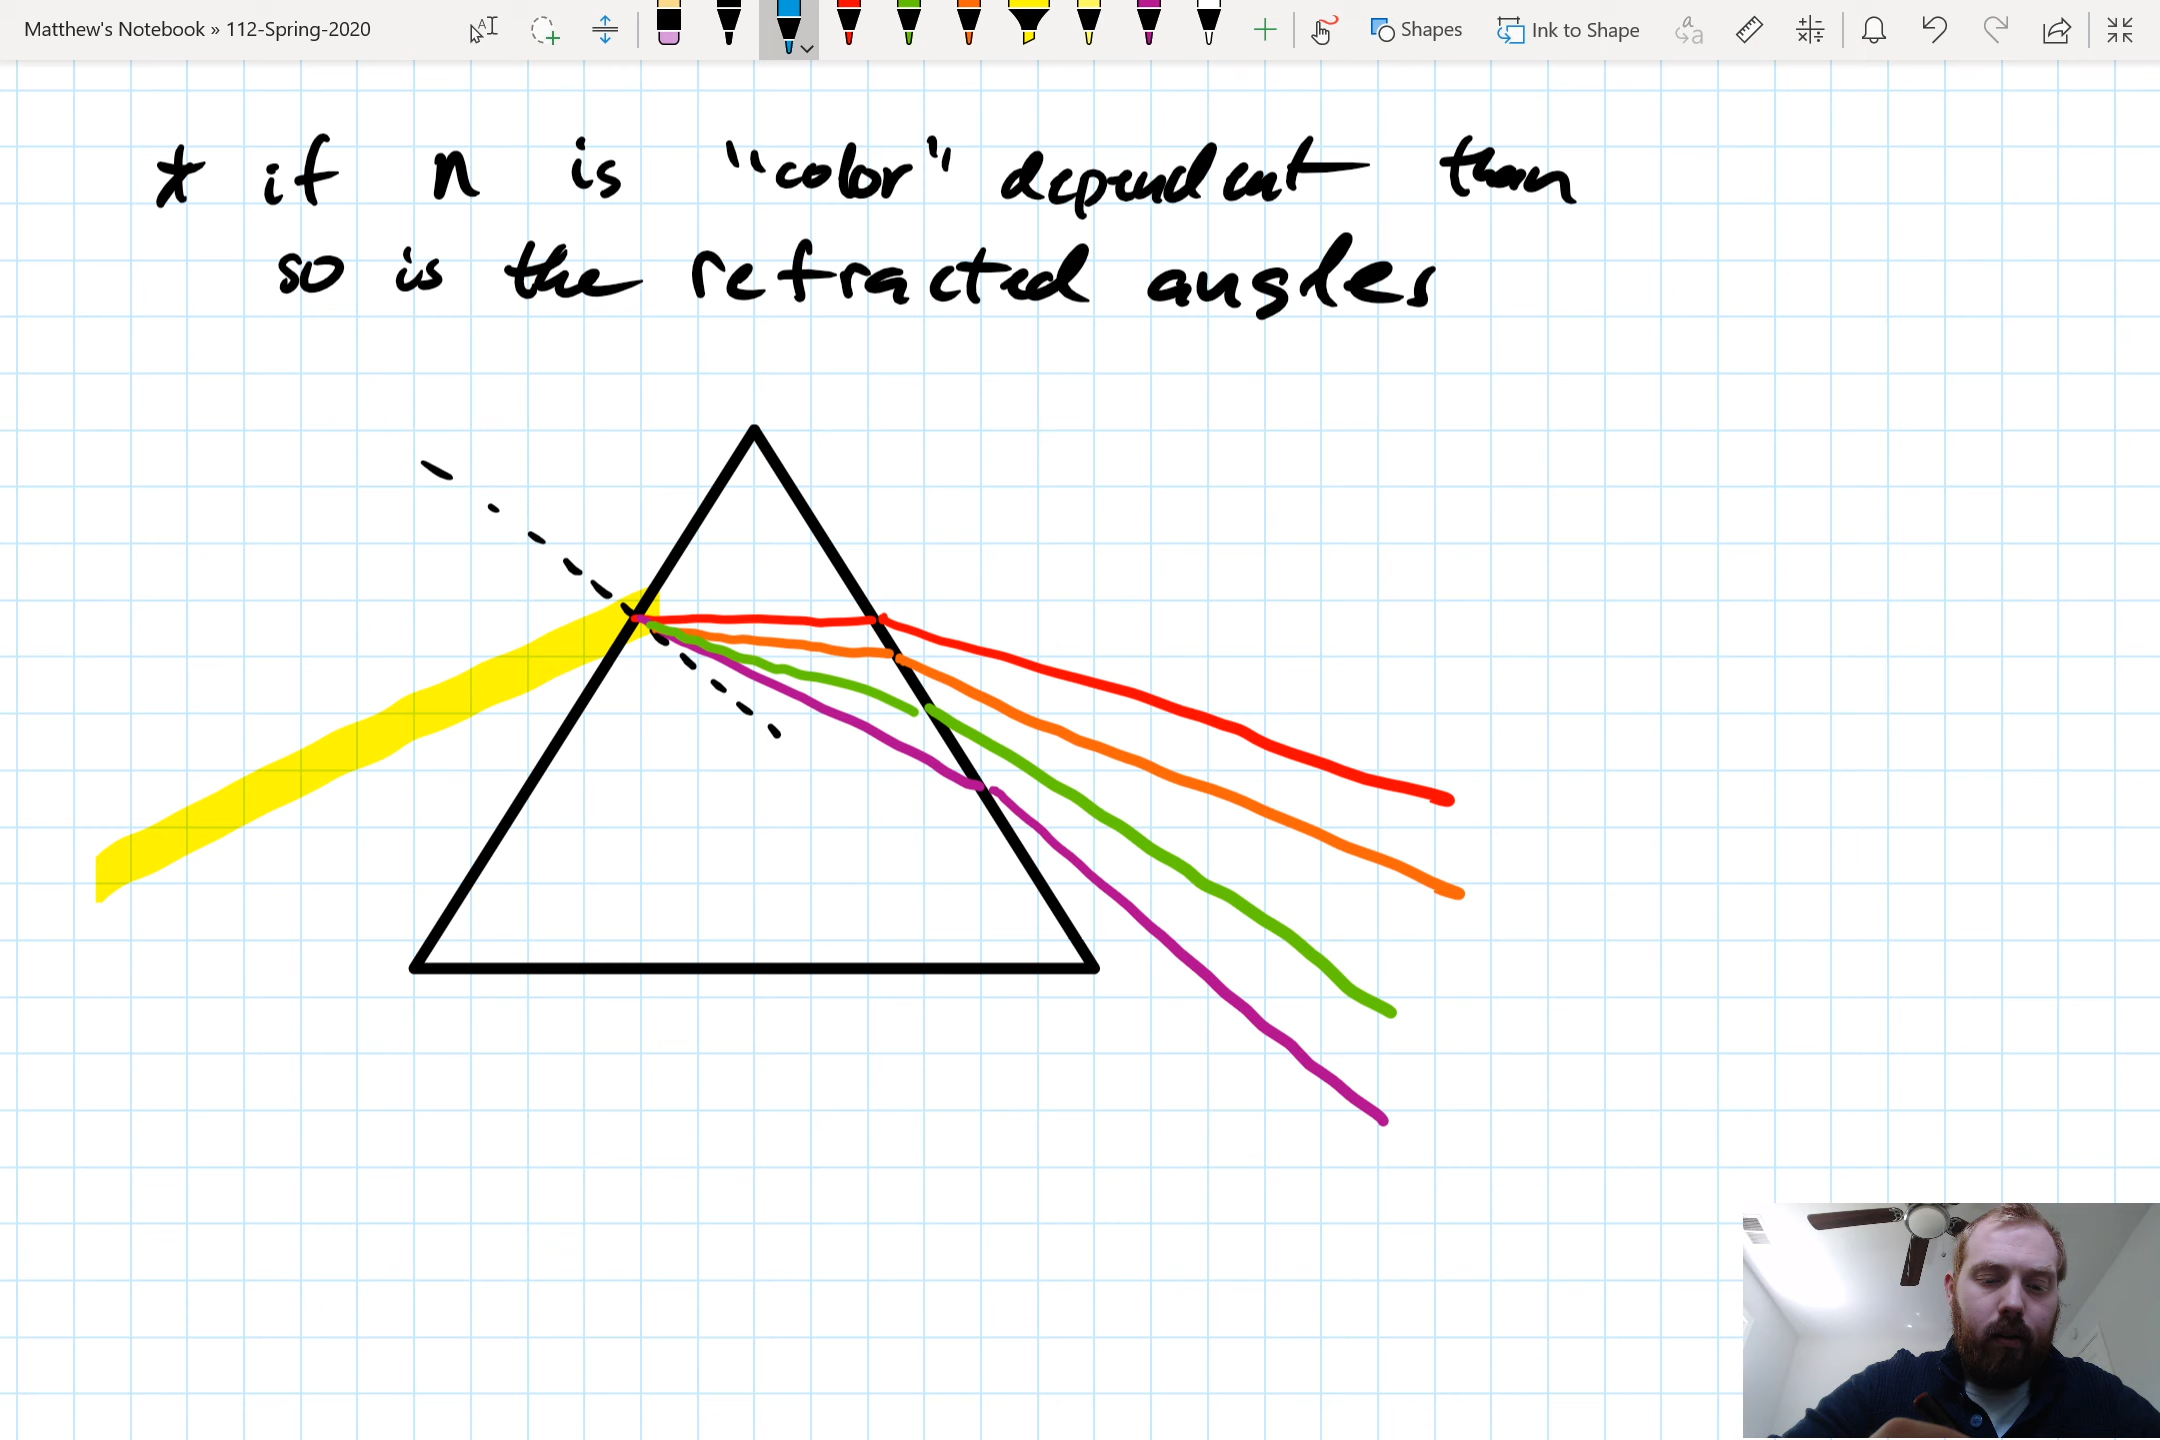 Matthew's Notebook » 112-Spring-2020
Shapes
Ink to Shape
* if n is "color" dependent than
so is the refracted angles